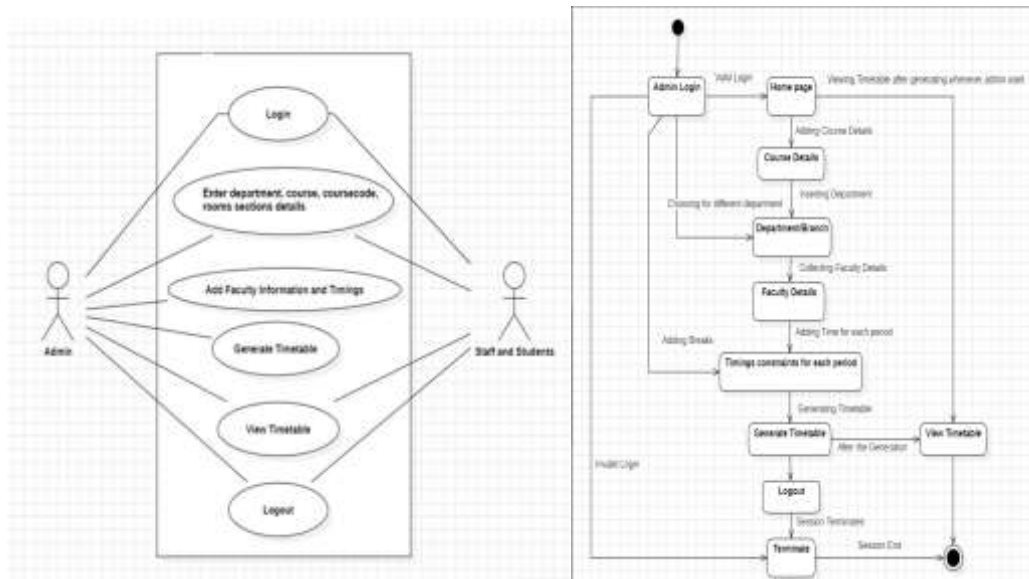 Login
Enter department, course, coursecode,
rooms sections details
Add Faculty Information and Timings
Generate Timetable
View Timetable
Logout
Admin
Staff and Students
Admin Login
Valid Login
Home page
Viewing Timetable after generating whenever admin want
Adding Course Details
Course Details
Inserting Department
Choosing for different department
Department/Branch
Collecting Faculty Details
Faculty Details
Adding Time for each period
Adding Breaks
Timings constraints for each period
Generating Timetable
Generate Timetable
After the Generation
View Timetable
Invalid Login
Logout
Session Terminated
Terminate
Session End